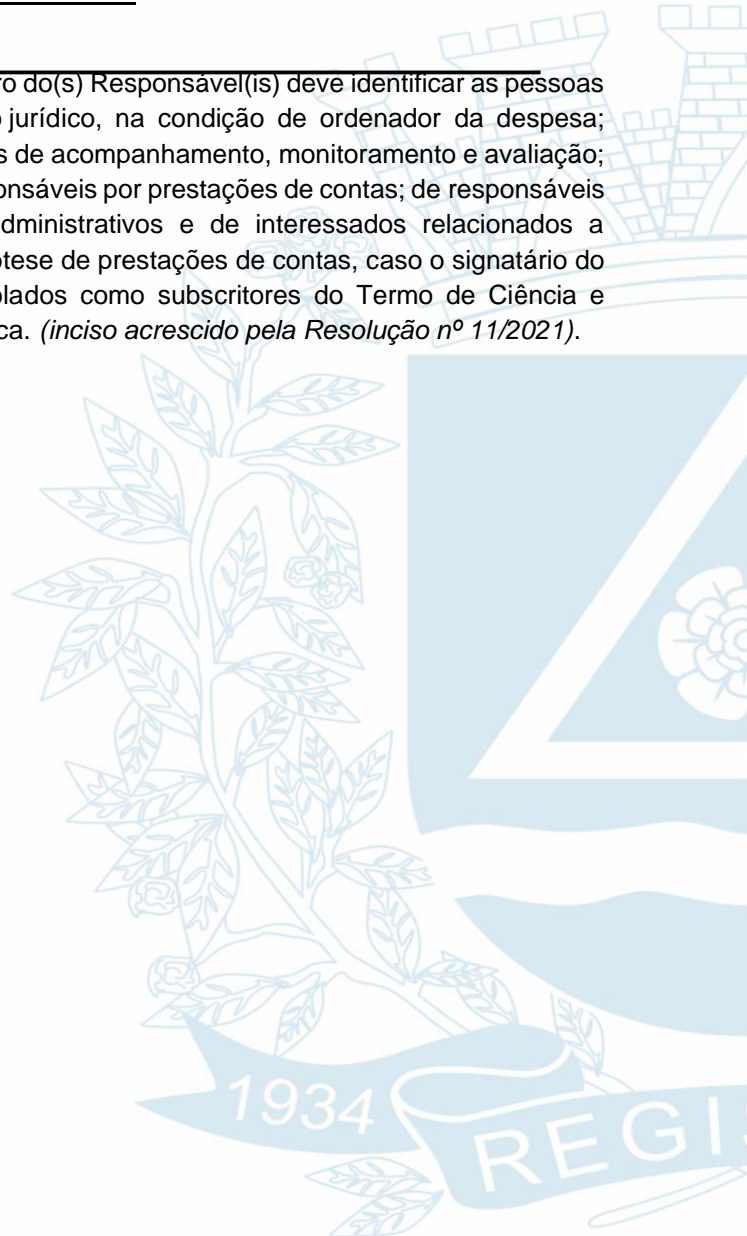 ro do(s) Responsável(is) deve identificar as pessoas
jurídico, na condição de ordenador da despesa;
s de acompanhamento, monitoramento e avaliação;
onsáveis por prestações de contas; de responsáveis
dministrativos e de interessados relacionados a
ótese de prestações de contas, caso o signatário do
olados como subscritores do Termo de Ciência e
ca. (inciso acrescido pela Resolução nº 11/2021).
1934
REGIS